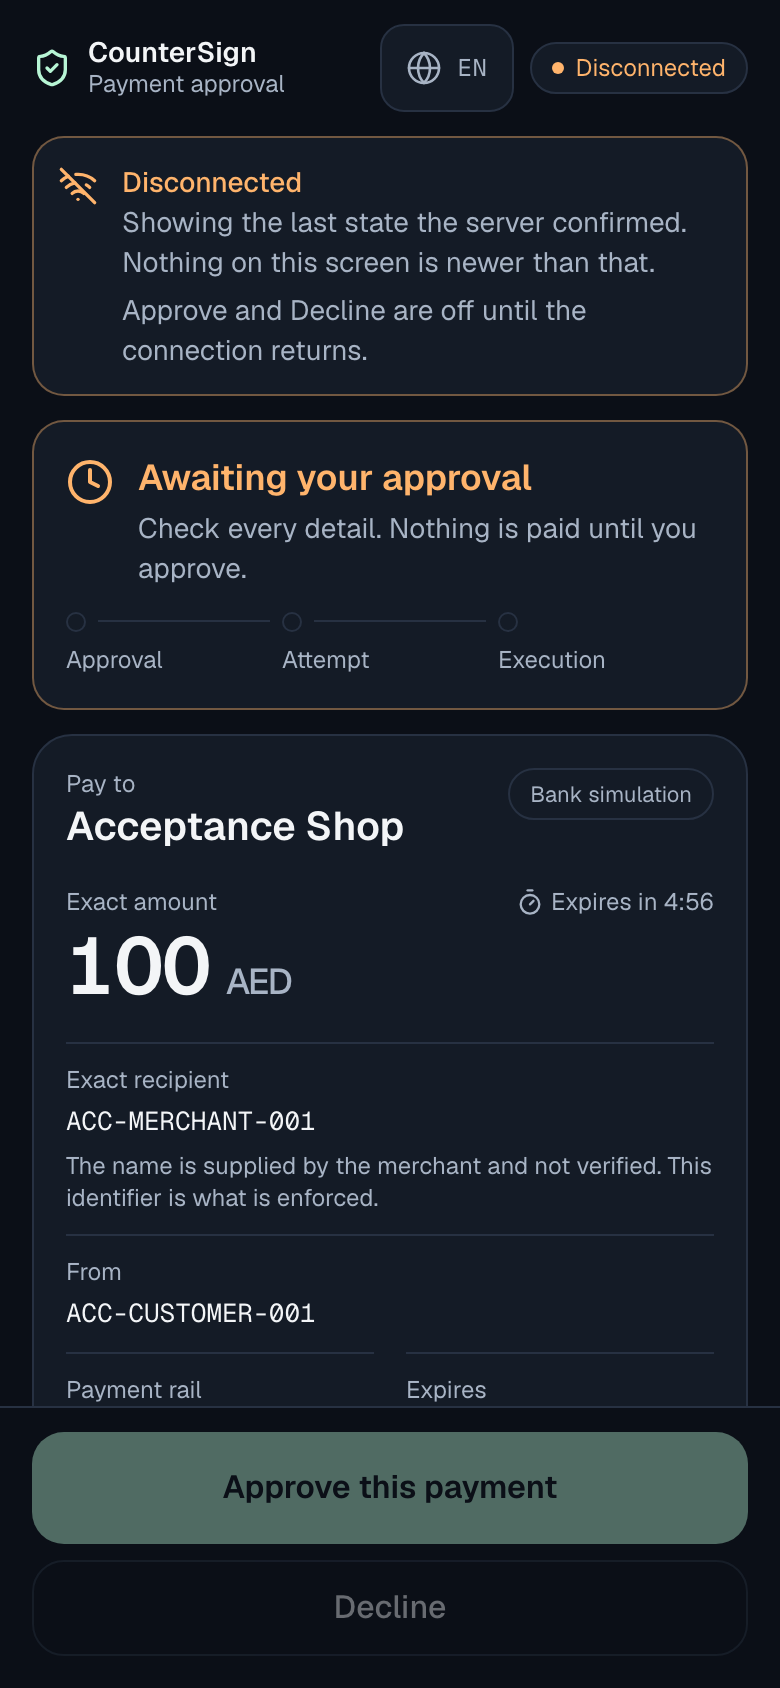 CounterSign
Payment approval
EN
Disconnected
Disconnected
Showing the last state the server confirmed.
Nothing on this screen is newer than that.
Approve and Decline are off until the
connection returns.
Awaiting your approval
Check every detail. Nothing is paid until you
approve.
Approval
Attempt
Execution
Pay to
Bank simulation
Acceptance Shop
Exact amount
Expires in 4:56
100 AED
Exact recipient
ACC-MERCHANT-001
The name is supplied by the merchant and not verified. This
identifier is what is enforced.
From
ACC-CUSTOMER-001
Payment rail
Expires
Approve this payment
Decline